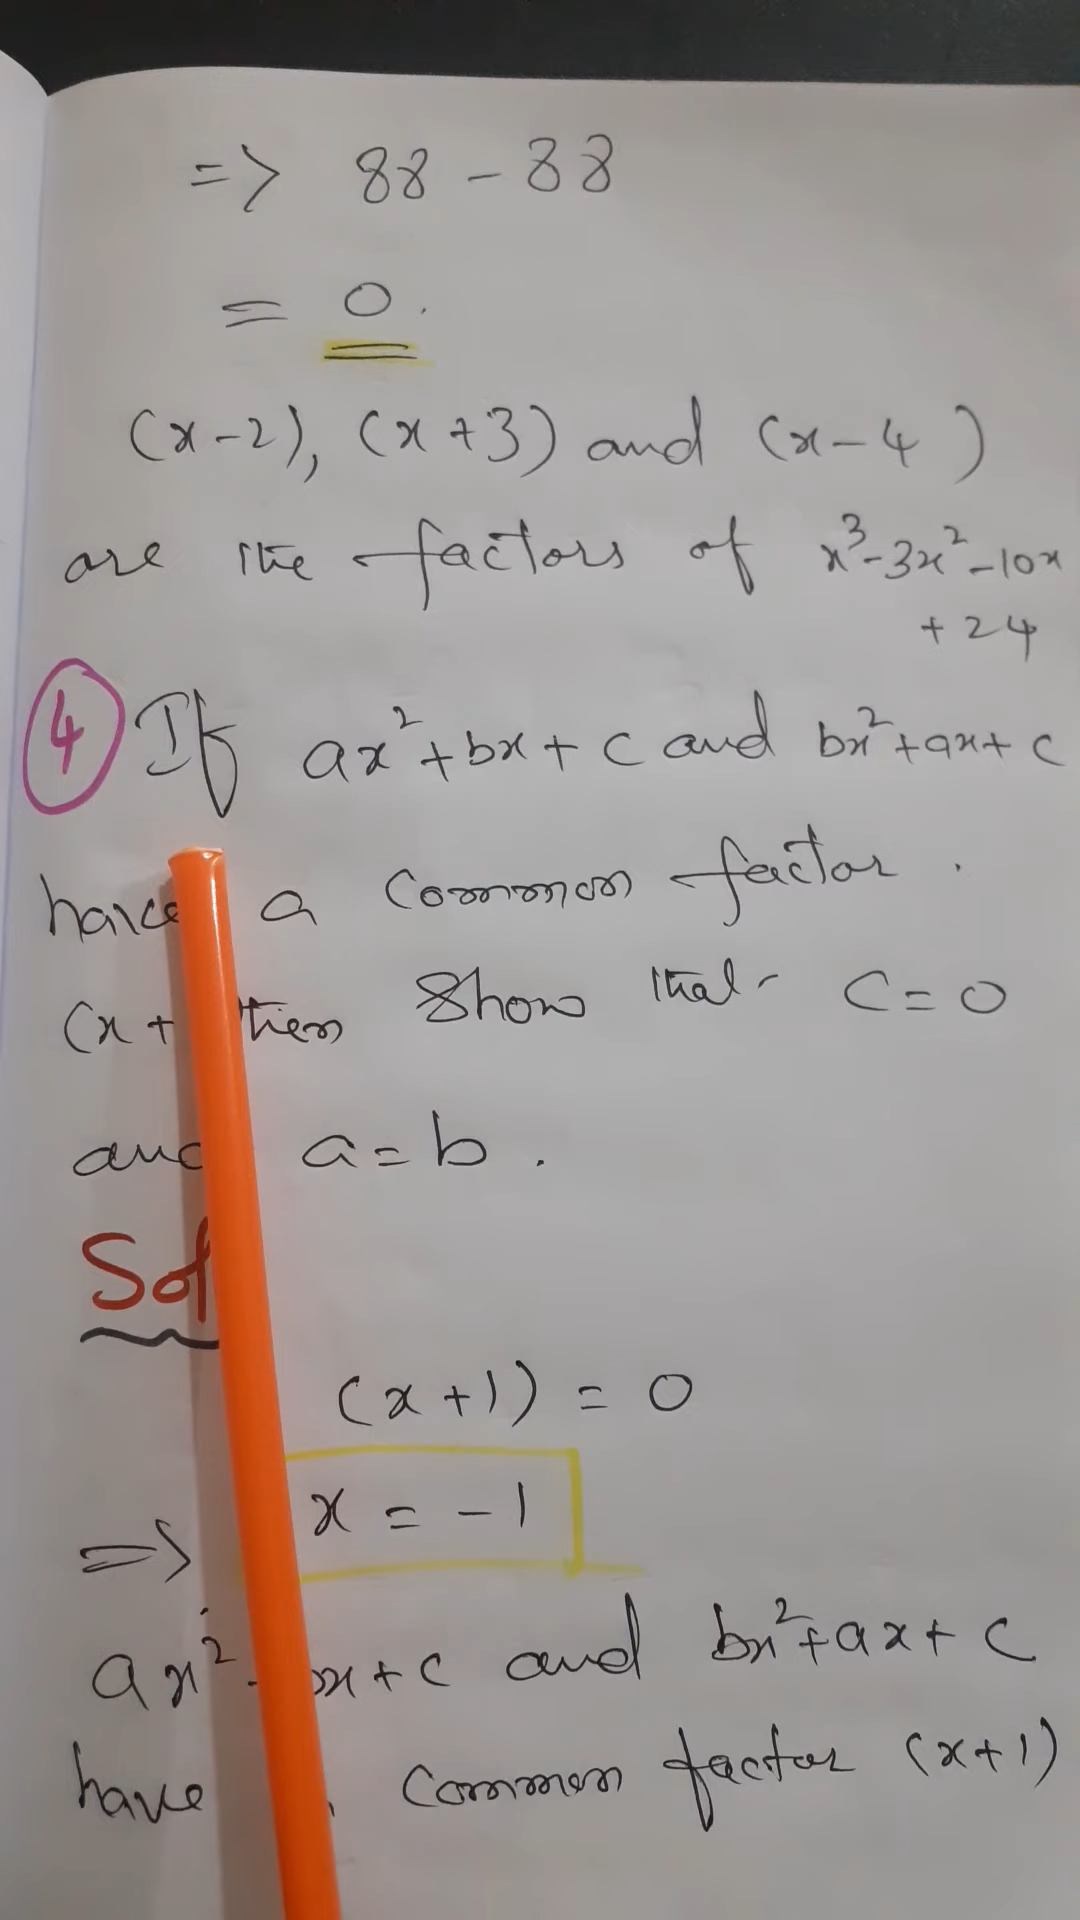 => 88 - 88
= 0.
(x-2), (x+3) and (x-4)
are the factors of x³-3x²-10x
+24
4 If ax²+bx+c and bx²+ax+c
have a common factor.
(x+ then show that c=0
and a=b.
Sol
(x+1) = 0
=> x = -1
ax² x+c and bx²+ax+c
have common factor (x+1)